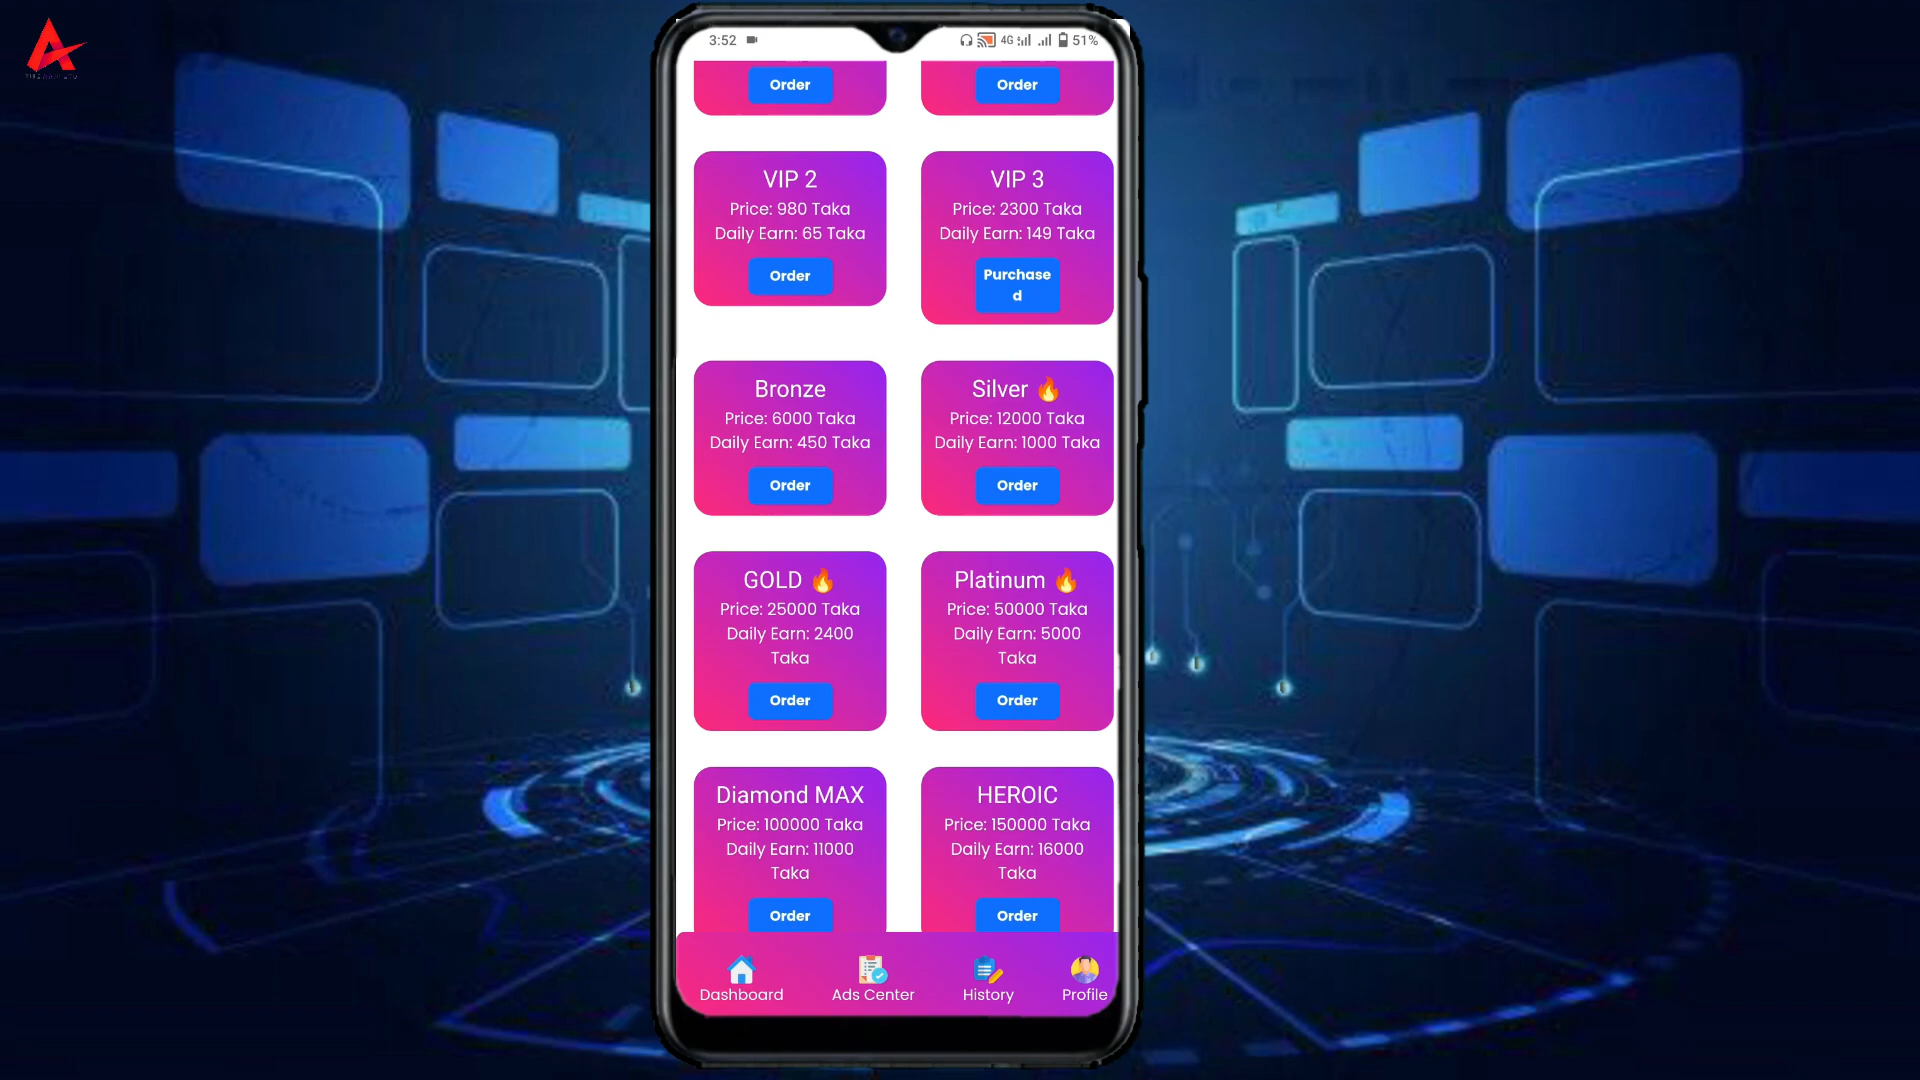 3:52
4G
51%
Order
Order
VIP 2
Price: 980 Taka
Daily Earn: 65 Taka
Order
VIP 3
Price: 2300 Taka
Daily Earn: 149 Taka
Purchase
d
Bronze
Price: 6000 Taka
Daily Earn: 450 Taka
Order
Silver 🔥
Price: 12000 Taka
Daily Earn: 1000 Taka
Order
GOLD 🔥
Price: 25000 Taka
Daily Earn: 2400
Taka
Order
Platinum 🔥
Price: 50000 Taka
Daily Earn: 5000
Taka
Order
Diamond MAX
Price: 100000 Taka
Daily Earn: 11000
Taka
Order
HEROIC
Price: 150000 Taka
Daily Earn: 16000
Taka
Order
Dashboard
Ads Center
History
Profile